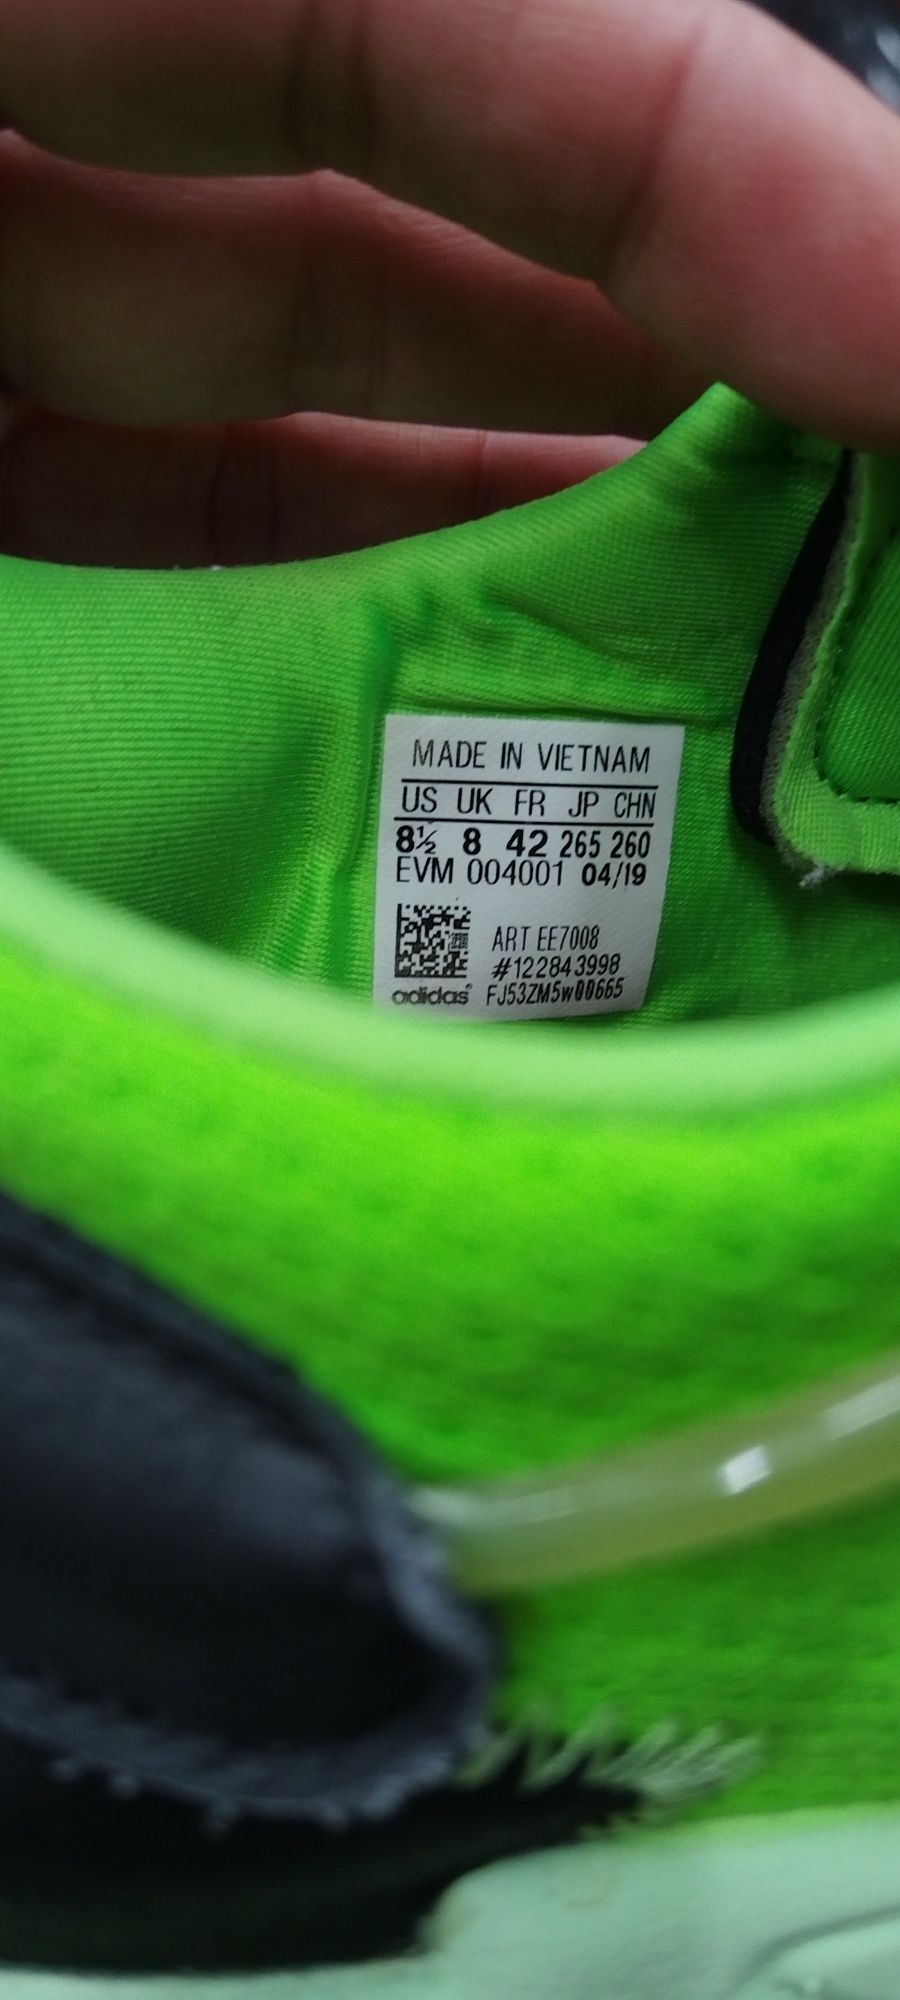 MADE IN VIETNAM
US UK FR JP CHN
8½ 8 42 265 260
EVM 004001 04/19
ART EE7008
#122843998
adidas FJ53ZM5w00665